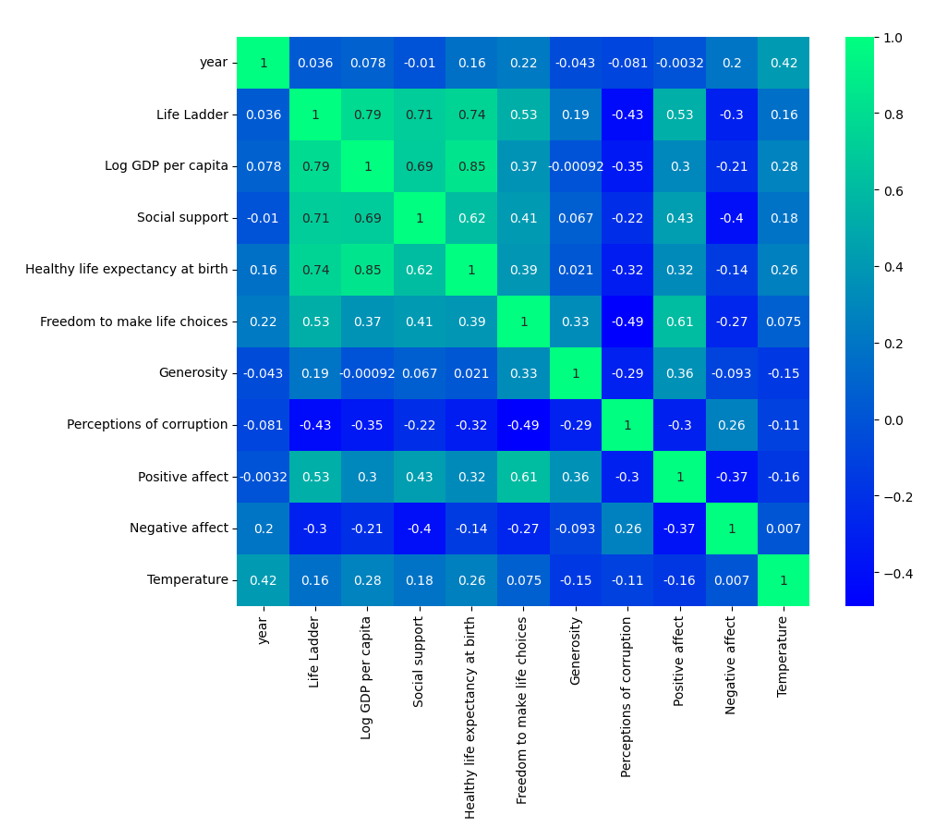 year 1 0.036 0.078 -0.01 0.16 0.22 -0.043 -0.081 -0.0032 0.2 0.42
Life Ladder 0.036 1 0.79 0.71 0.74 0.53 0.19 -0.43 0.53 -0.3 0.16
Log GDP per capita 0.078 0.79 1 0.69 0.85 0.37 -0.00092 -0.35 0.3 -0.21 0.28
Social support -0.01 0.71 0.69 1 0.62 0.41 0.067 -0.22 0.43 -0.4 0.18
Healthy life expectancy at birth 0.16 0.74 0.85 0.62 1 0.39 0.021 -0.32 0.32 -0.14 0.26
Freedom to make life choices 0.22 0.53 0.37 0.41 0.39 1 0.33 -0.49 0.61 -0.27 0.075
Generosity -0.043 0.19 -0.00092 0.067 0.021 0.33 1 -0.29 0.36 -0.093 -0.15
Perceptions of corruption -0.081 -0.43 -0.35 -0.22 -0.32 -0.49 -0.29 1 -0.3 0.26 -0.11
Positive affect -0.0032 0.53 0.3 0.43 0.32 0.61 0.36 -0.3 1 -0.37 -0.16
Negative affect 0.2 -0.3 -0.21 -0.4 -0.14 -0.27 -0.093 0.26 -0.37 1 0.007
Temperature 0.42 0.16 0.28 0.18 0.26 0.075 -0.15 -0.11 -0.16 0.007 1
year
Life Ladder
Log GDP per capita
Social support
Healthy life expectancy at birth
Freedom to make life choices
Generosity
Perceptions of corruption
Positive affect
Negative affect
Temperature
1.0
0.8
0.6
0.4
0.2
0.0
−0.2
−0.4